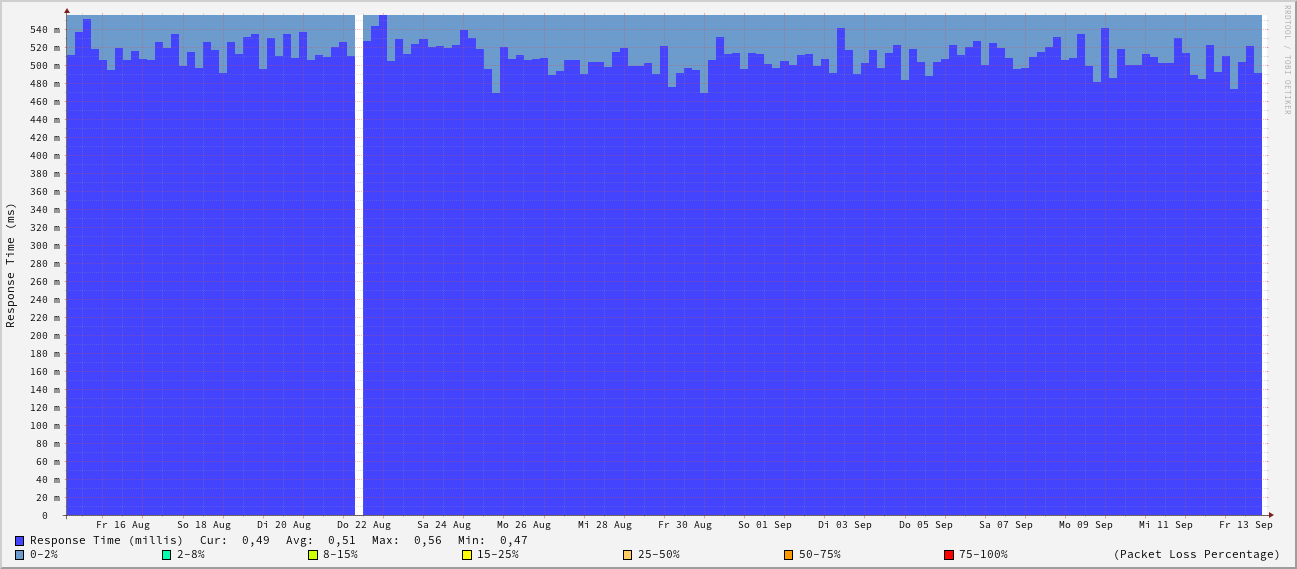 RRDTOOL / TOBI OETIKER
Response Time (ms)
540 m
520 m
500 m
480 m
460 m
440 m
420 m
400 m
380 m
360 m
340 m
320 m
300 m
280 m
260 m
240 m
220 m
200 m
180 m
160 m
140 m
120 m
100 m
80 m
60 m
40 m
20 m
0
Fr 16 Aug So 18 Aug Di 20 Aug Do 22 Aug Sa 24 Aug Mo 26 Aug Mi 28 Aug Fr 30 Aug So 01 Sep Di 03 Sep Do 05 Sep Sa 07 Sep Mo 09 Sep Mi 11 Sep Fr 13 Sep
Response Time (millis) Cur: 0,49 Avg: 0,51 Max: 0,56 Min: 0,47
0-2% 2-8% 8-15% 15-25% 25-50% 50-75% 75-100% (Packet Loss Percentage)